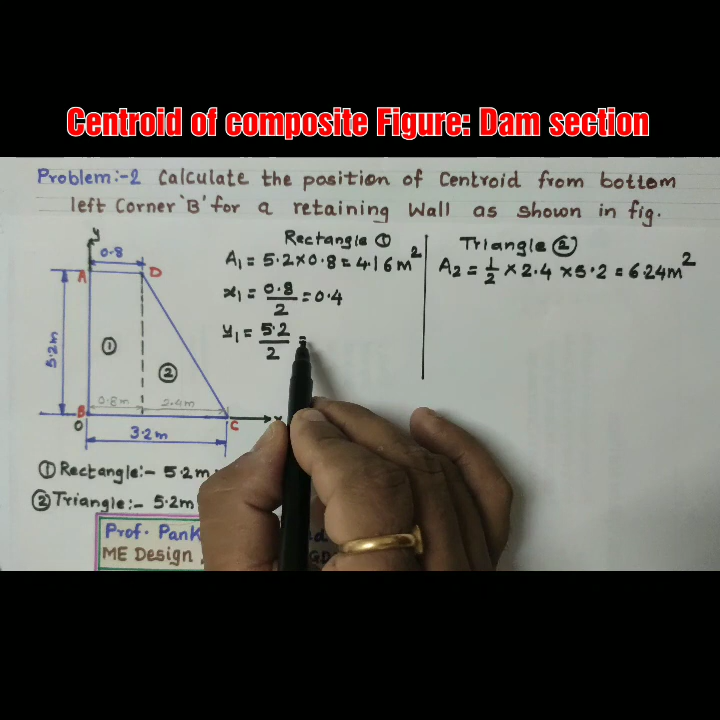 Centroid of composite Figure: Dam section
Problem:-2 Calculate the position of Centroid from bottom
left Corner 'B' for a retaining Wall as shown in fig.
y
0.8
A
D
5.2m
1
2
0.8m
2.4m
B
O
C
3.2m
Rectangle ①
A1 = 5.2×0.8 = 4.16m²
x1 = 0.8/2 = 0.4
y1 = 5.2/2 =
Triangle ②
A2 = 1/2 × 2.4 × 5.2 = 6.24m²
① Rectangle:- 5.2m
② Triangle:- 5.2m
Prof. Pank
ME Design